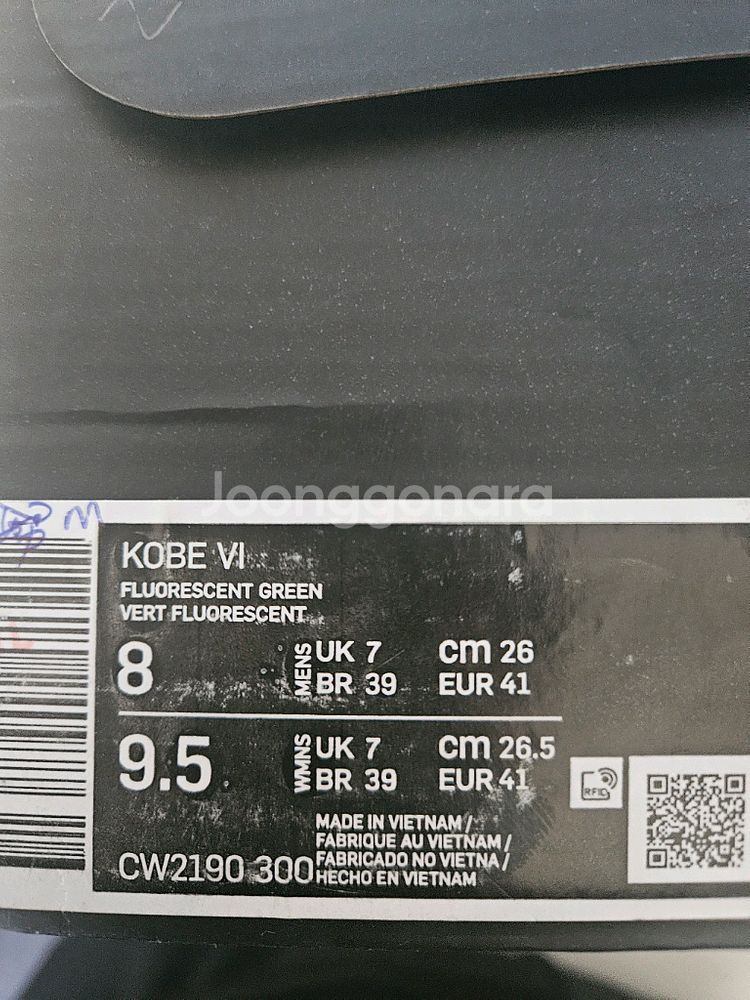 Joonggonara
M
KOBE VI
FLUORESCENT GREEN
VERT FLUORESCENT
8 MENS UK 7 cm 26
BR 39 EUR 41
9.5 WMNS UK 7 cm 26.5
BR 39 EUR 41
RFID
MADE IN VIETNAM /
FABRIQUE AU VIETNAM /
FABRICADO NO VIETNA /
HECHO EN VIETNAM
CW2190 300